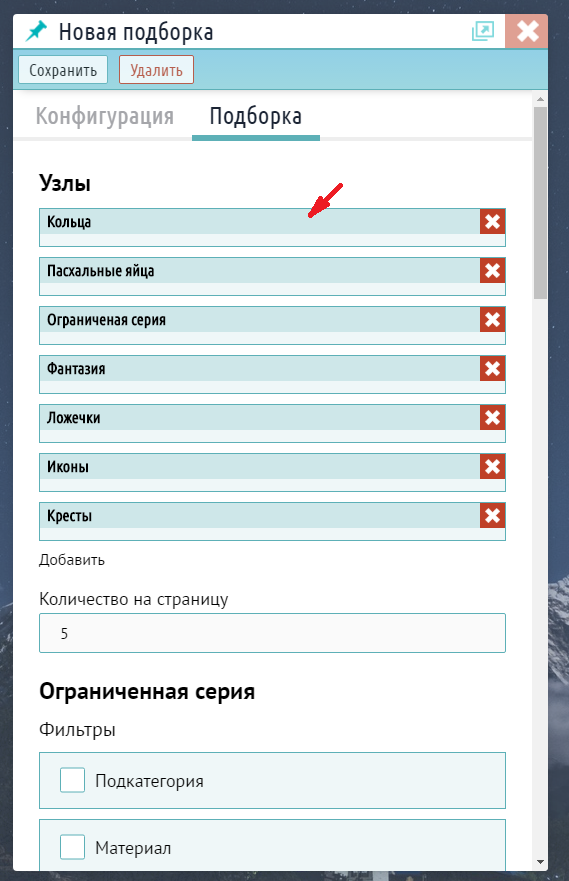 Новая подборка
Сохранить
Удалить
Конфигурация
Подборка
Узлы
Кольца
Пасхальные яйца
Ограниченая серия
Фантазия
Ложечки
Иконы
Кресты
Добавить
Количество на страницу
5
Ограниченная серия
Фильтры
Подкатегория
Материал